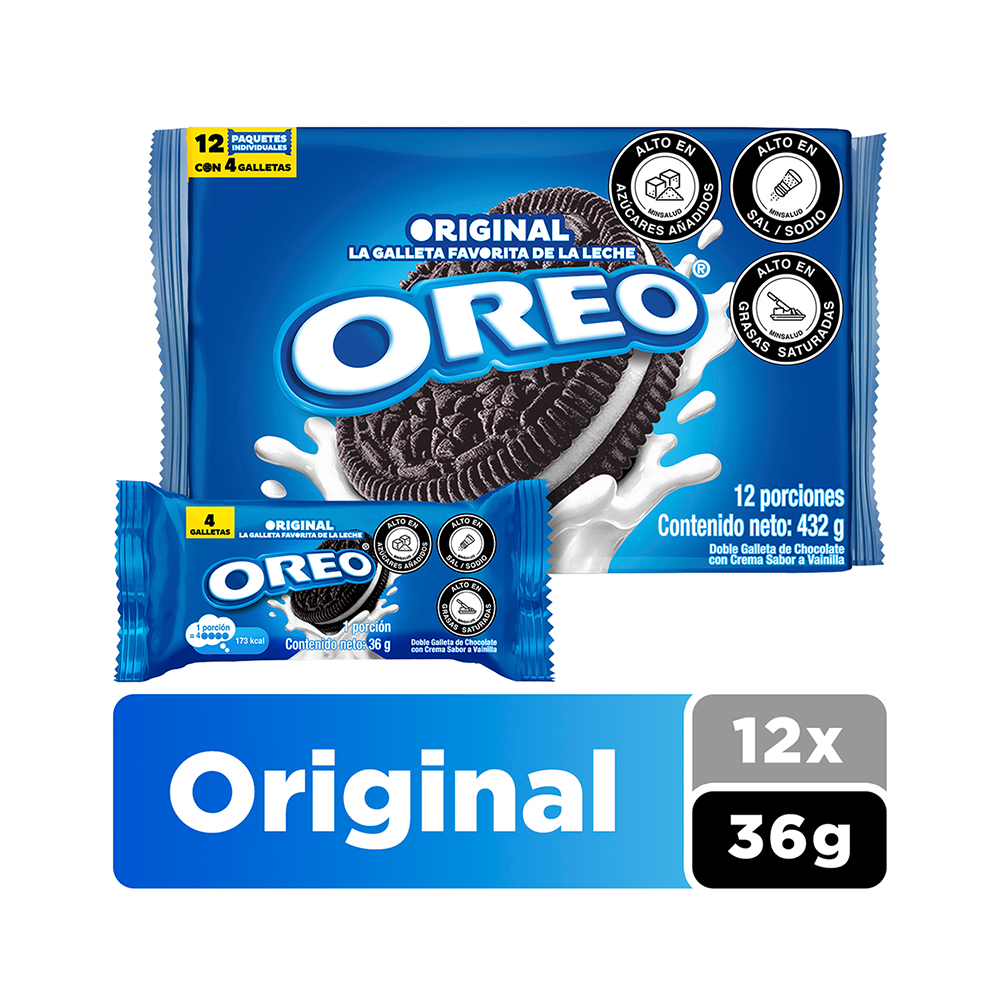 12 PAQUETES INDIVIDUALES
CON 4 GALLETAS
ALTO EN
AZÚCARES AÑADIDOS
MINSALUD
ALTO EN
SAL / SODIO
MINSALUD
ALTO EN
GRASAS SATURADAS
MINSALUD
ORIGINAL
LA GALLETA FAVORITA DE LA LECHE
OREO®
12 porciones
Contenido neto: 432 g
Doble Galleta de Chocolate
con Crema Sabor a Vainilla
4
GALLETAS
ORIGINAL
LA GALLETA FAVORITA DE LA LECHE
OREO®
ALTO EN
AZÚCARES AÑADIDOS
MINSALUD
ALTO EN
SAL / SODIO
MINSALUD
ALTO EN
GRASAS SATURADAS
MINSALUD
1 porción
= 4
173 kcal
1 porción
Contenido neto: 36 g
Doble Galleta de Chocolate
con Crema Sabor a Vainilla
Original
12x
36g